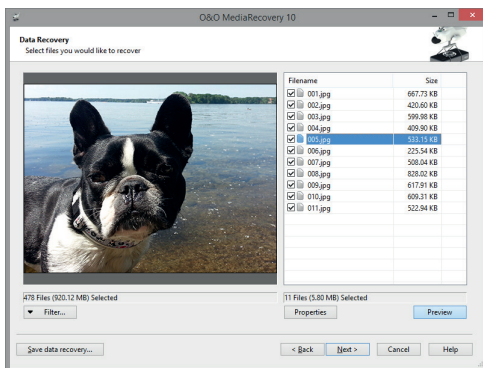 O&O MediaRecovery 10
Data Recovery
Select files you would like to recover
Filename Size
001.jpg 667.73 KB
002.jpg 420.60 KB
003.jpg 599.98 KB
004.jpg 409.90 KB
005.jpg 533.15 KB
006.jpg 225.54 KB
007.jpg 508.04 KB
008.jpg 828.02 KB
009.jpg 617.91 KB
010.jpg 609.31 KB
011.jpg 522.94 KB
478 Files (920.12 MB) Selected 11 Files (5.80 MB) Selected
Filter... Properties Preview
Save data recovery... < Back Next > Cancel Help